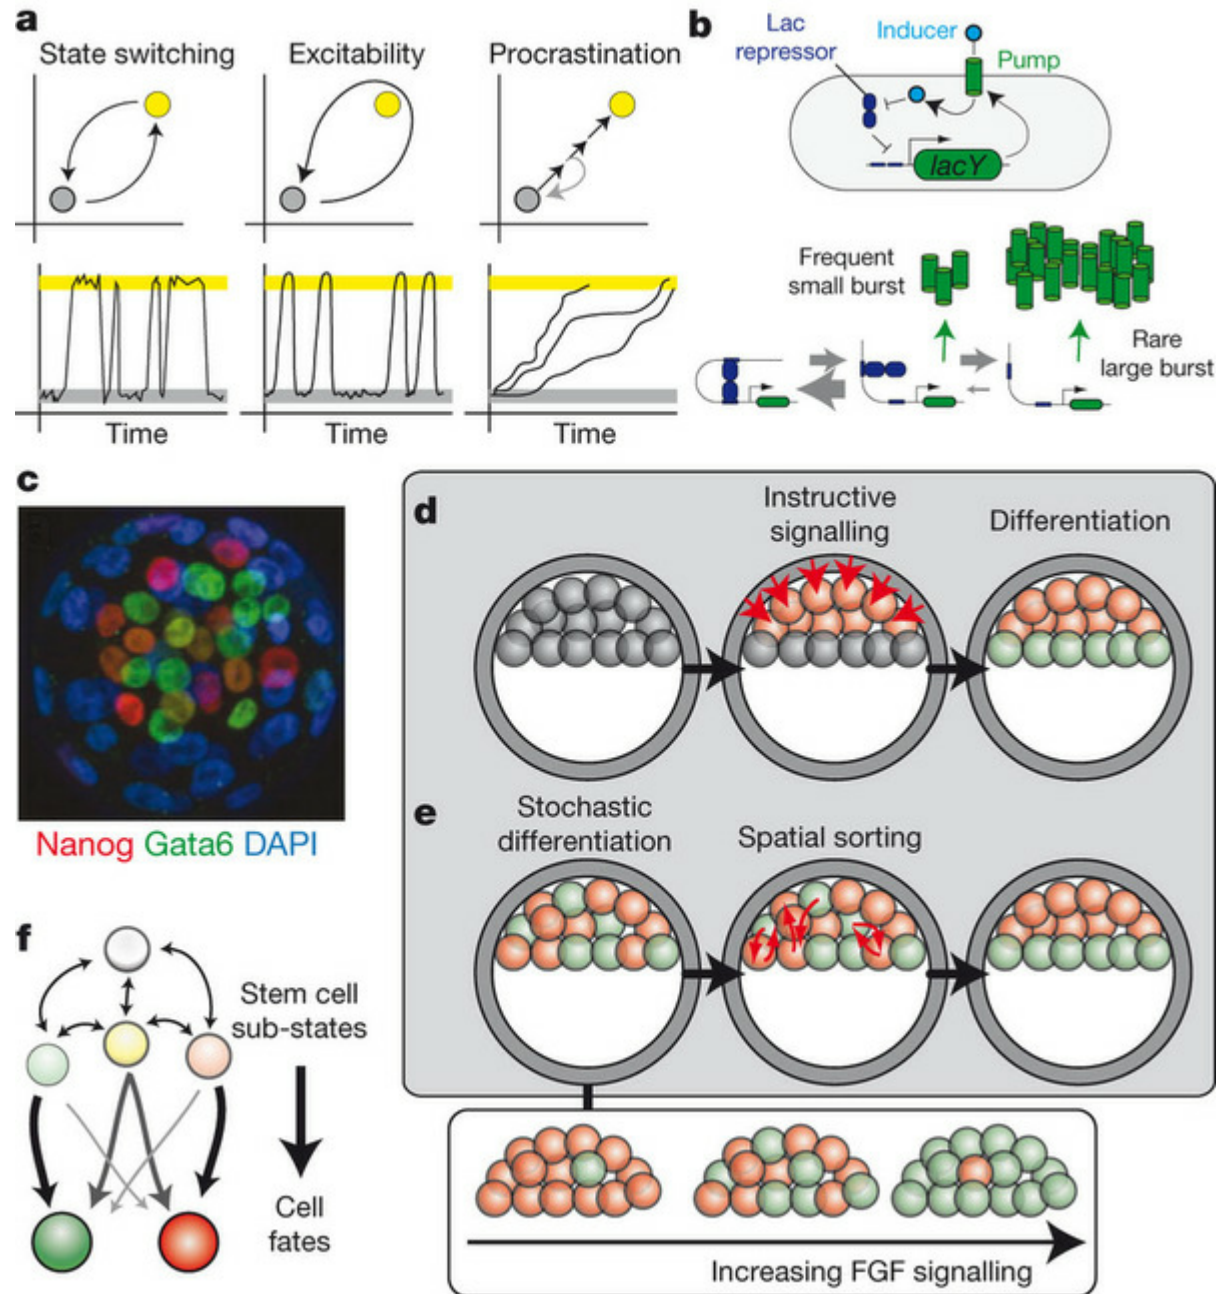 a
State switching
Excitability
Procrastination
Time
Time
Time
b
Lac
repressor
Inducer
Pump
lacY
Frequent
small burst
Rare
large burst
c
Nanog Gata6 DAPI
d
Instructive
signalling
Differentiation
e
Stochastic
differentiation
Spatial sorting
f
Stem cell
sub-states
Cell
fates
Increasing FGF signalling